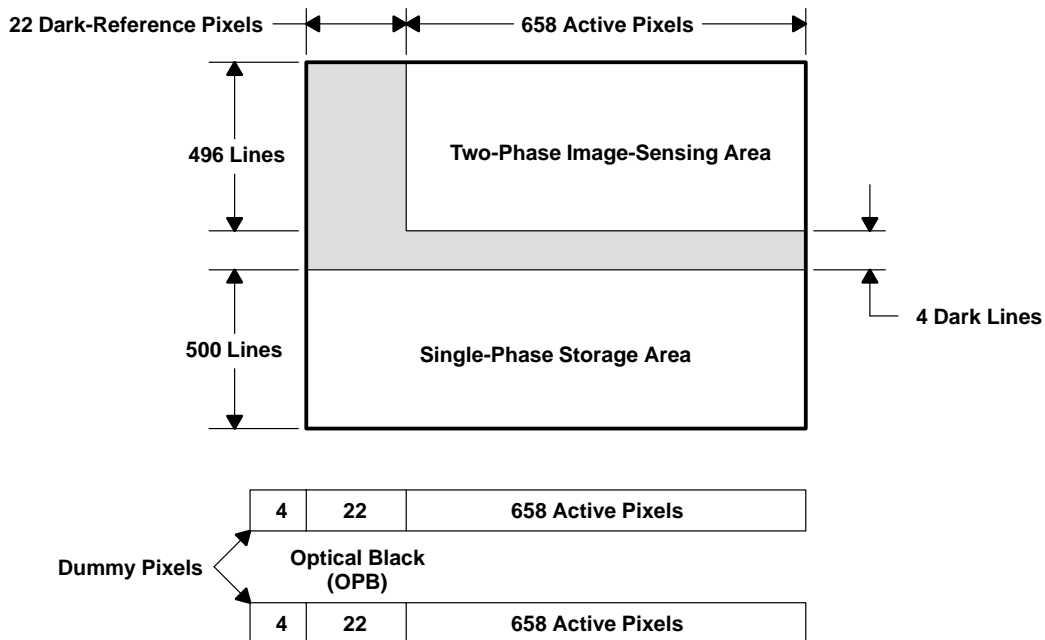 22 Dark-Reference Pixels
658 Active Pixels
496 Lines
Two-Phase Image-Sensing Area
4 Dark Lines
500 Lines
Single-Phase Storage Area
4 22 658 Active Pixels
Dummy Pixels
Optical Black
(OPB)
4 22 658 Active Pixels